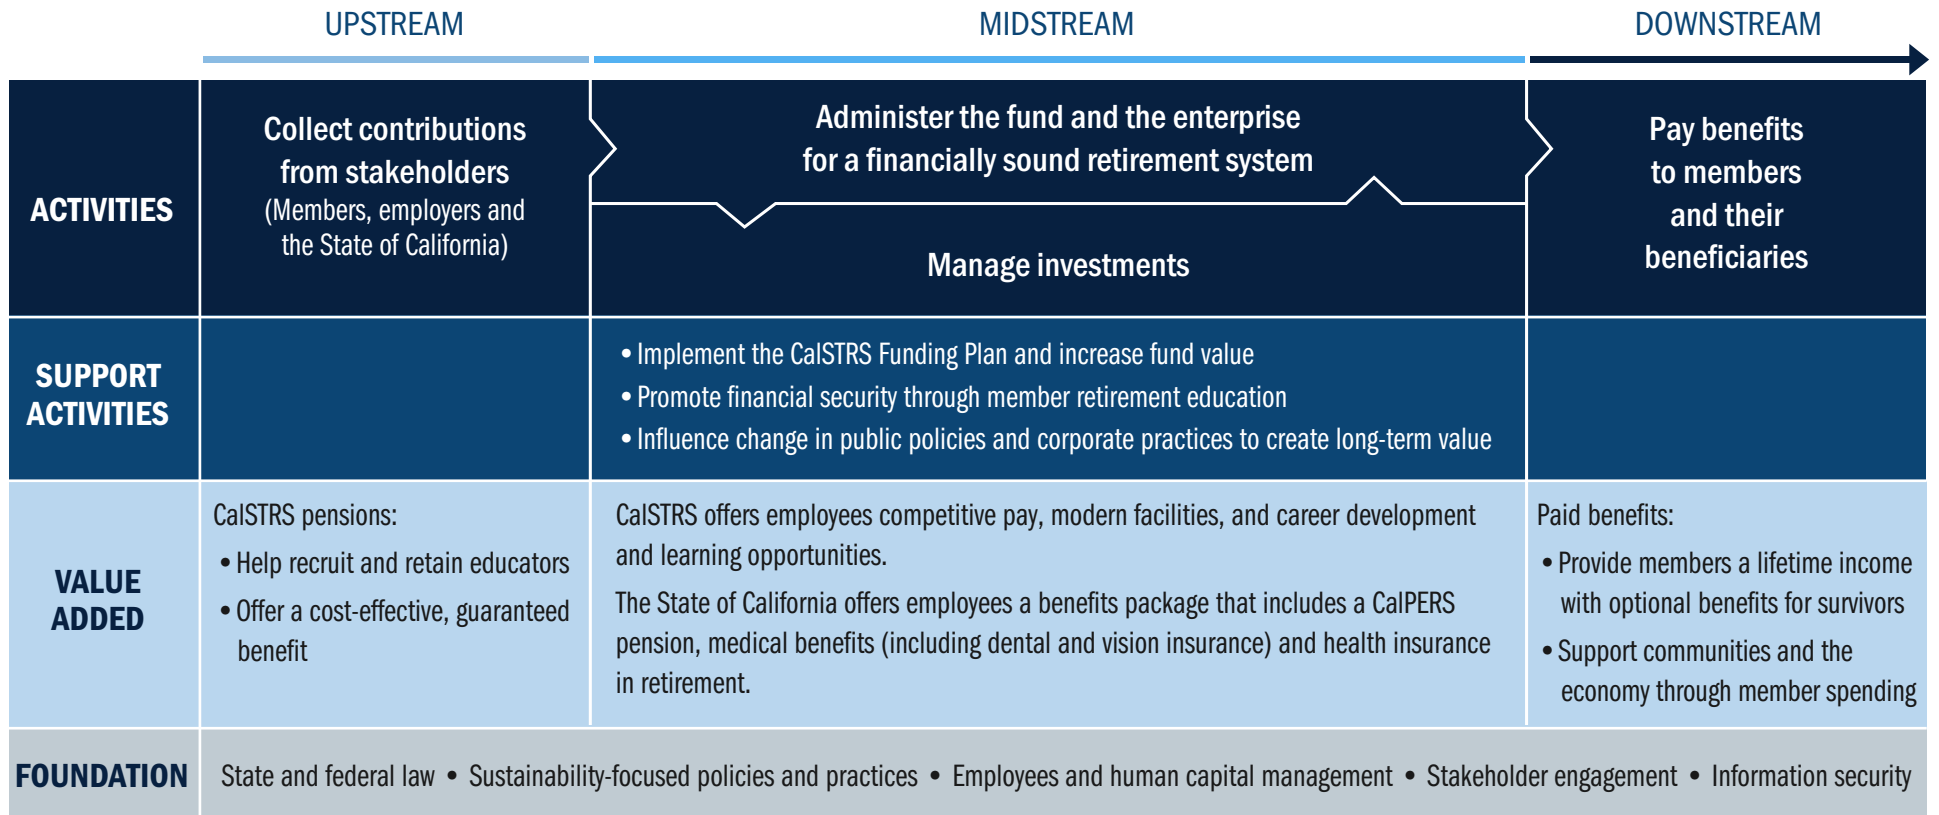 UPSTREAM
MIDSTREAM
DOWNSTREAM
ACTIVITIES
Collect contributions
from stakeholders
(Members, employers and
the State of California)
Administer the fund and the enterprise
for a financially sound retirement system
Manage investments
Pay benefits
to members
and their
beneficiaries
SUPPORT
ACTIVITIES
• Implement the CalSTRS Funding Plan and increase fund value
• Promote financial security through member retirement education
• Influence change in public policies and corporate practices to create long-term value
VALUE
ADDED
CalSTRS pensions:
• Help recruit and retain educators
• Offer a cost-effective, guaranteed
benefit
CalSTRS offers employees competitive pay, modern facilities, and career development
and learning opportunities.
The State of California offers employees a benefits package that includes a CalPERS
pension, medical benefits (including dental and vision insurance) and health insurance
in retirement.
Paid benefits:
• Provide members a lifetime income
with optional benefits for survivors
• Support communities and the
economy through member spending
FOUNDATION
State and federal law • Sustainability-focused policies and practices • Employees and human capital management • Stakeholder engagement • Information security